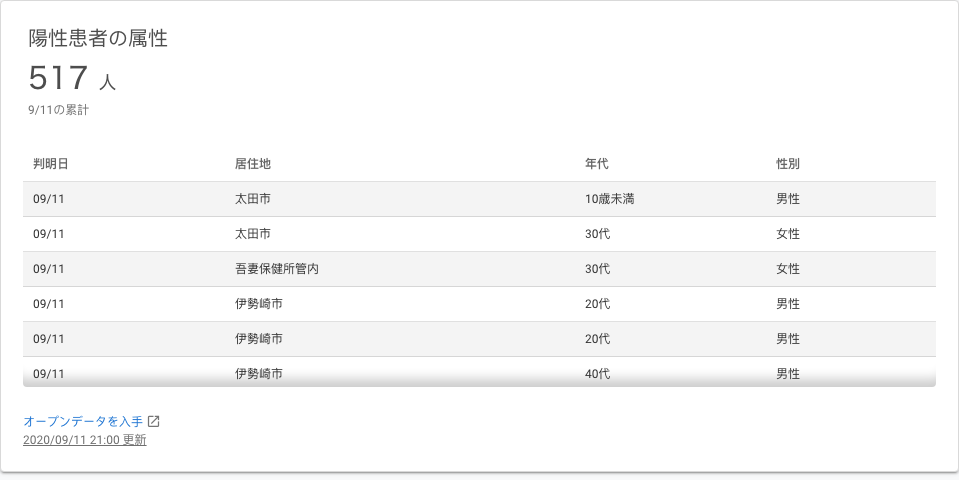 陽性患者の属性
517 人
9/11の累計
判明日 居住地 年代 性別
09/11 太田市 10歳未満 男性
09/11 太田市 30代 女性
09/11 吾妻保健所管内 30代 女性
09/11 伊勢崎市 20代 男性
09/11 伊勢崎市 20代 男性
09/11 伊勢崎市 40代 男性
オープンデータを入手
2020/09/11 21:00 更新